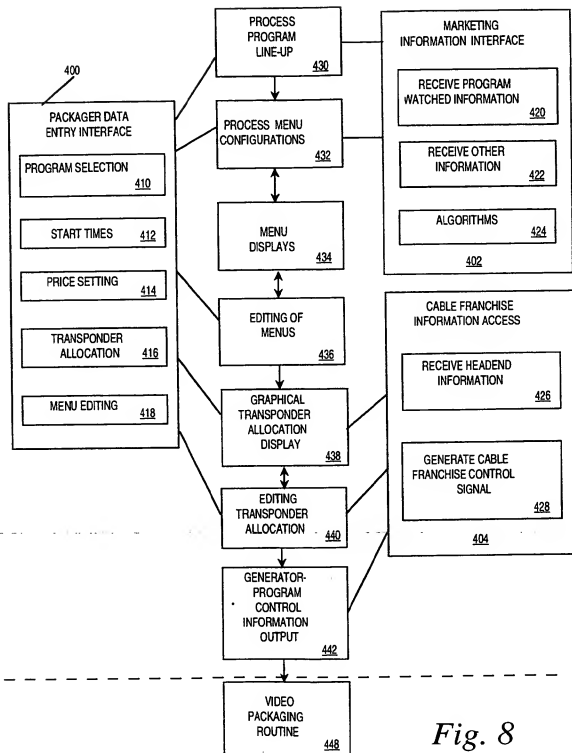 400
PACKAGER DATA
ENTRY INTERFACE
PROGRAM SELECTION
410
START TIMES
412
PRICE SETTING
414
TRANSPONDER
ALLOCATION
416
MENU EDITING
418
PROCESS
PROGRAM
LINE-UP
430
PROCESS MENU
CONFIGURATIONS
432
MENU
DISPLAYS
434
EDITING OF
MENUS
436
GRAPHICAL
TRANSPONDER
ALLOCATION
DISPLAY
438
EDITING
TRANSPONDER
ALLOCATION
440
GENERATOR-
PROGRAM
CONTROL
INFORMATION
OUTPUT
442
VIDEO
PACKAGING
ROUTINE
448
MARKETING
INFORMATION INTERFACE
RECEIVE PROGRAM
WATCHED INFORMATION
420
RECEIVE OTHER
INFORMATION
422
ALGORITHMS
424
402
CABLE FRANCHISE
INFORMATION ACCESS
RECEIVE HEADEND
INFORMATION
426
GENERATE CABLE
FRANCHISE CONTROL
SIGNAL
428
404
Fig. 8